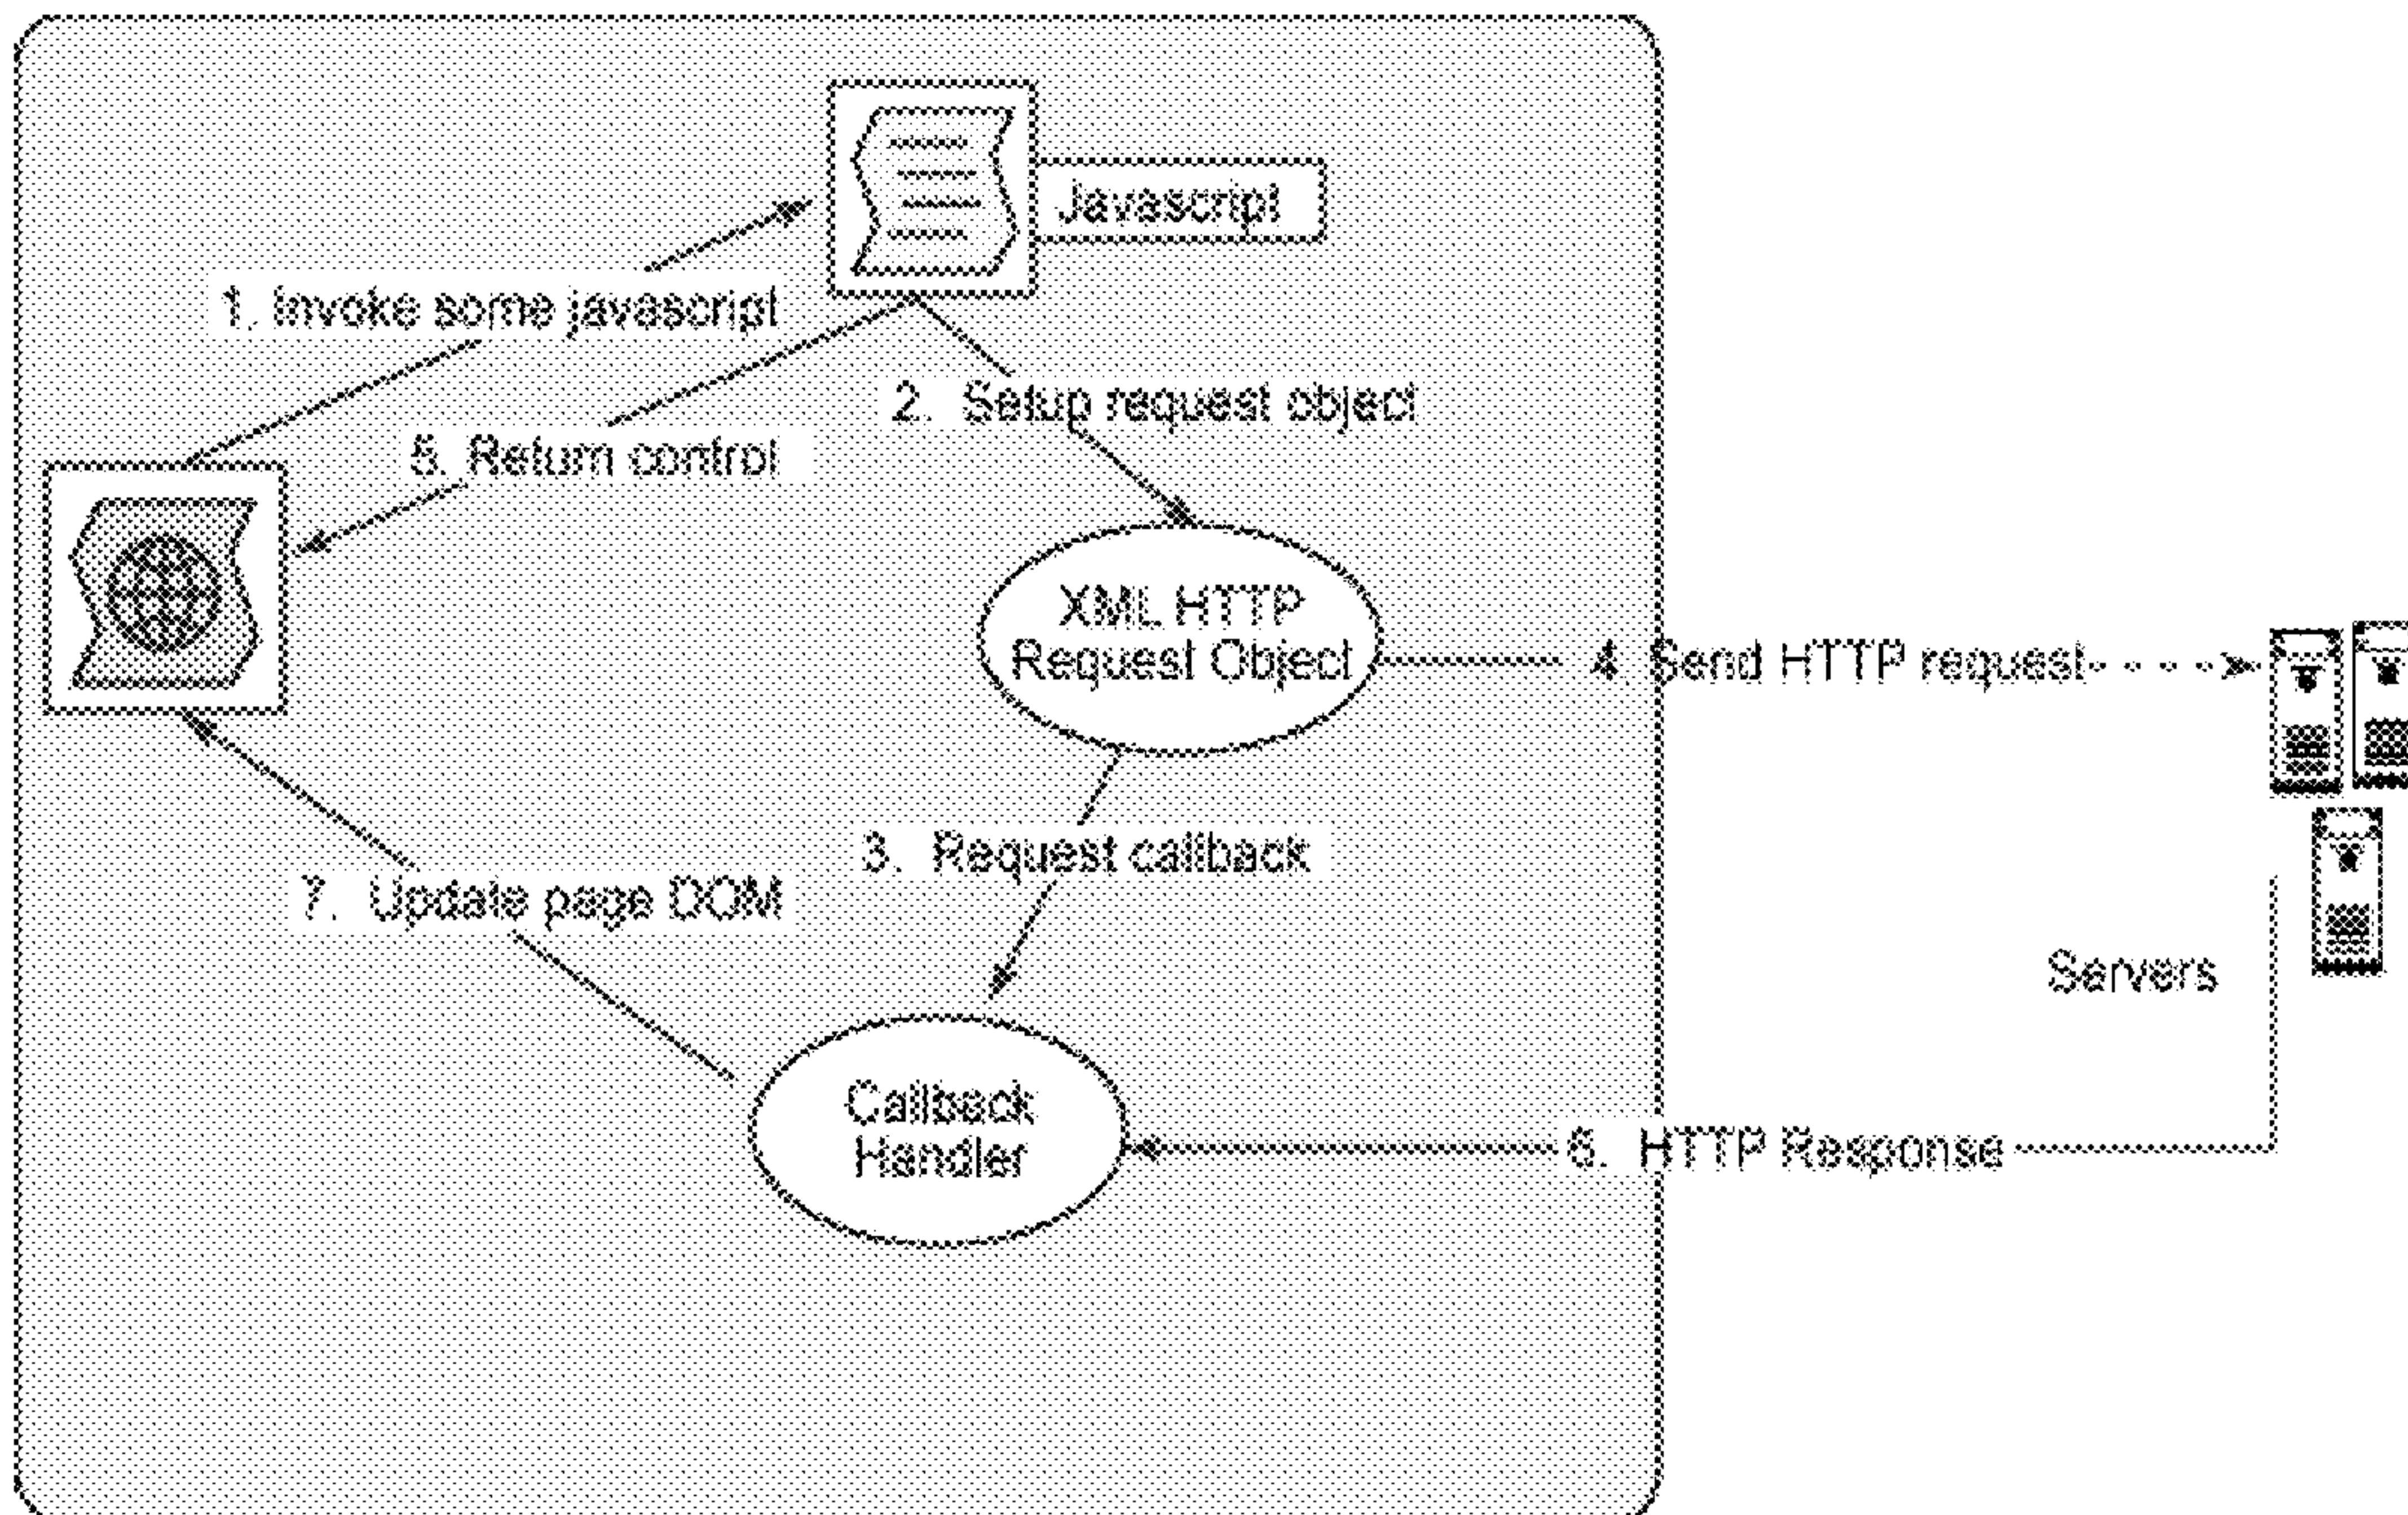 Javascript
1. Invoke some javascript
2. Setup request object
5. Return control
XML HTTP
Request Object
4. Send HTTP request
3. Request callback
7. Update page DOM
Servers
Callback
Handler
6. HTTP Response